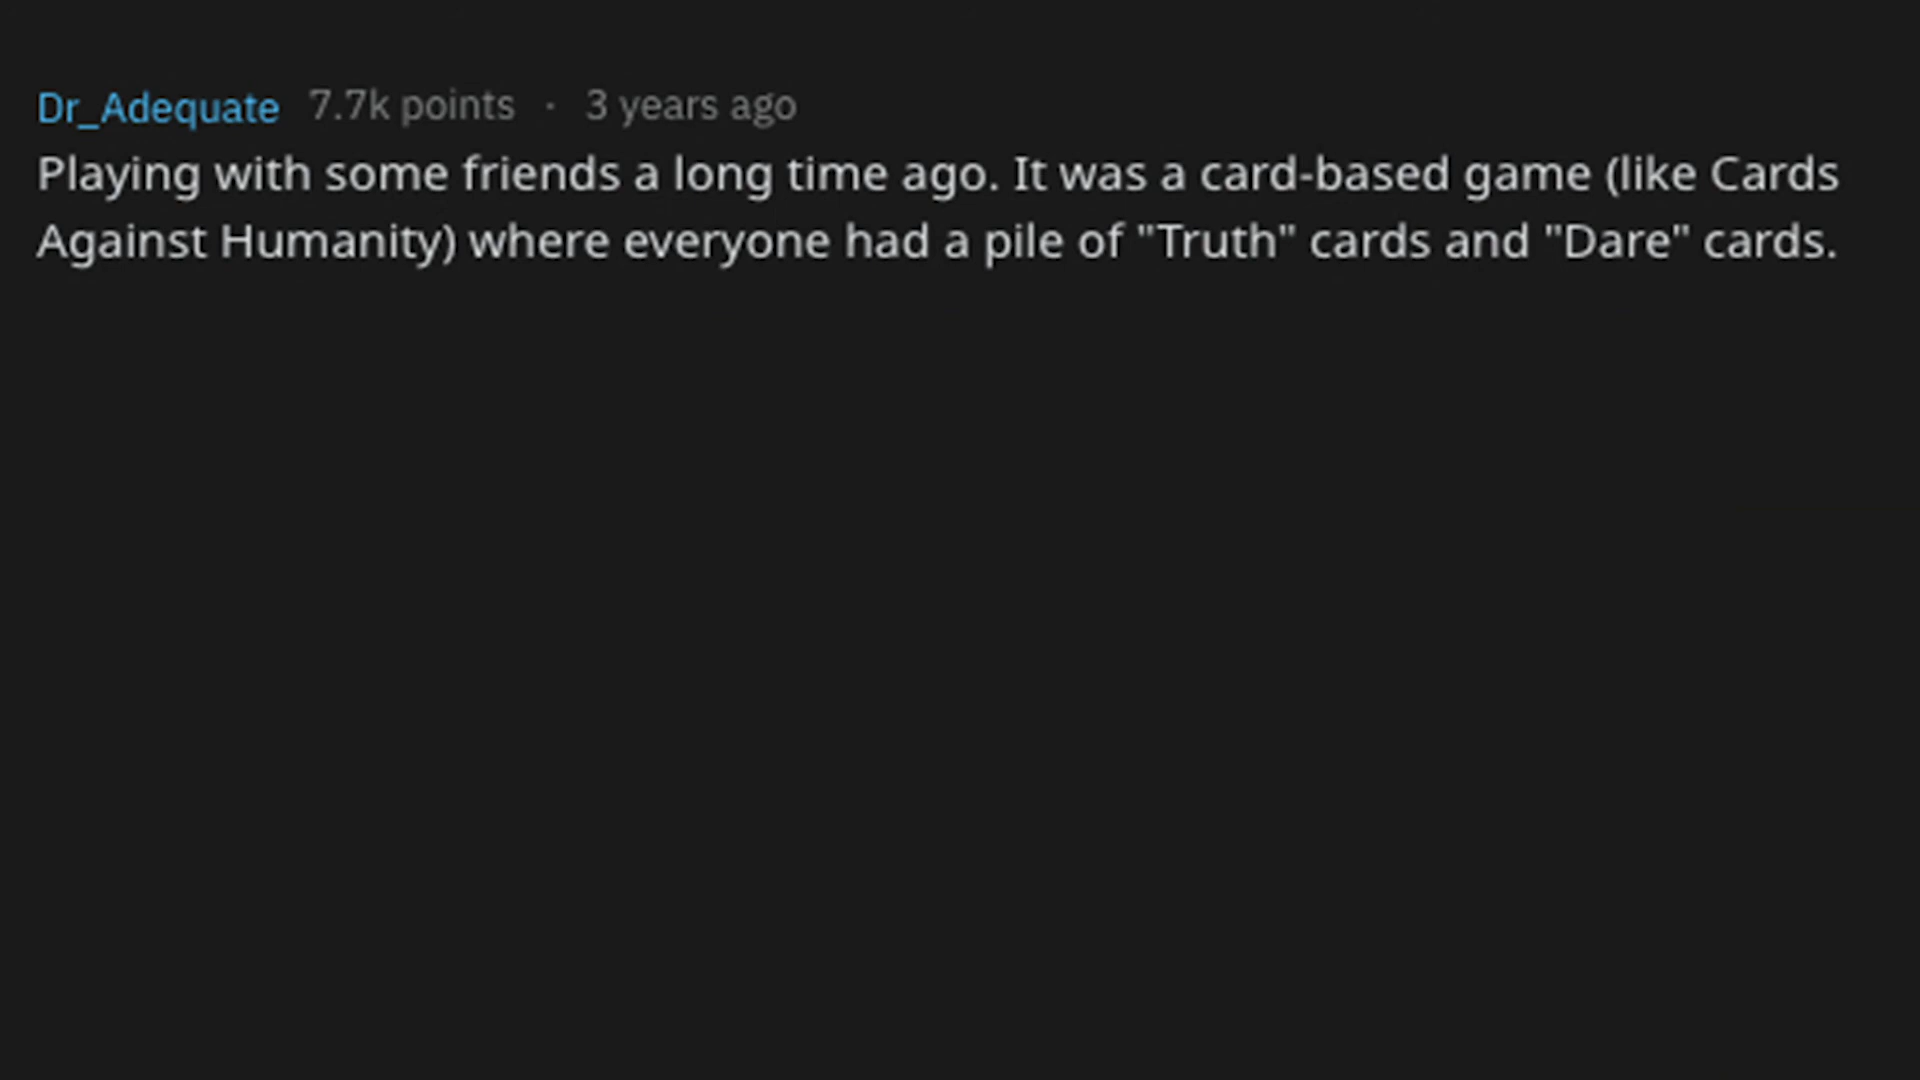 Dr_Adequate 7.7k points · 3 years ago
Playing with some friends a long time ago. It was a card-based game (like Cards
Against Humanity) where everyone had a pile of "Truth" cards and "Dare" cards.